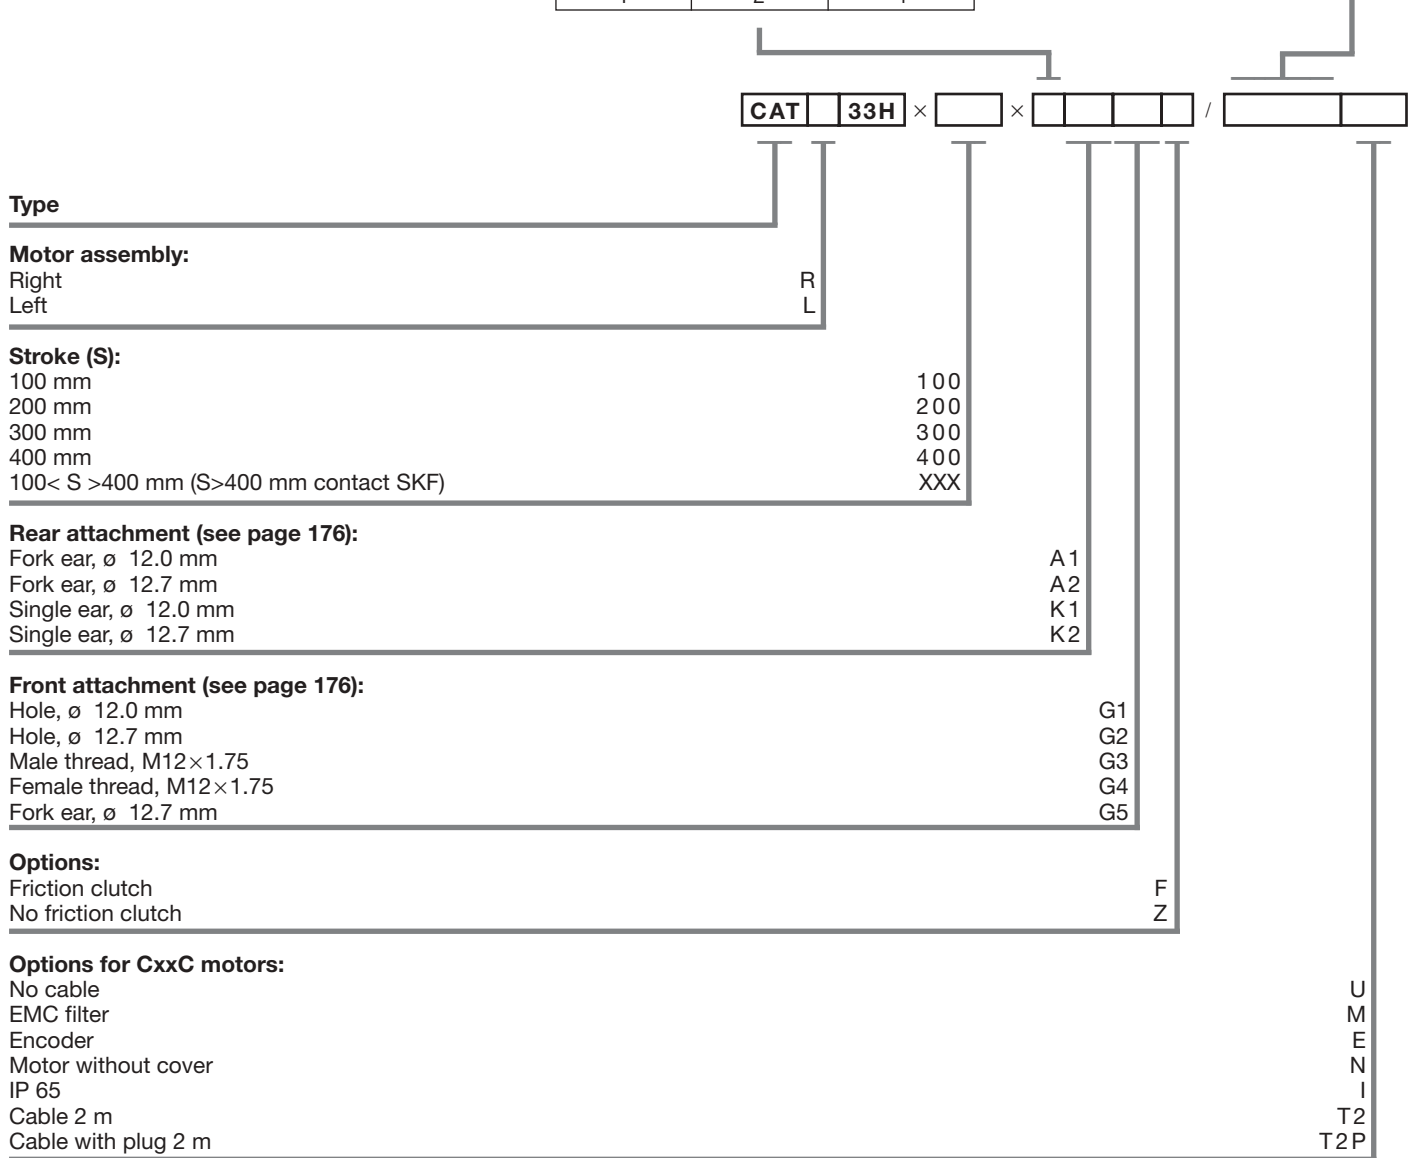 CAT 33H × × /
Type
Motor assembly:
Right R
Left L
Stroke (S):
100 mm 100
200 mm 200
300 mm 300
400 mm 400
100< S >400 mm (S>400 mm contact SKF) XXX
Rear attachment (see page 176):
Fork ear, ø 12.0 mm A1
Fork ear, ø 12.7 mm A2
Single ear, ø 12.0 mm K1
Single ear, ø 12.7 mm K2
Front attachment (see page 176):
Hole, ø 12.0 mm G1
Hole, ø 12.7 mm G2
Male thread, M12×1.75 G3
Female thread, M12×1.75 G4
Fork ear, ø 12.7 mm G5
Options:
Friction clutch F
No friction clutch Z
Options for CxxC motors:
No cable U
EMC filter M
Encoder E
Motor without cover N
IP 65 I
Cable 2 m T2
Cable with plug 2 m T2P